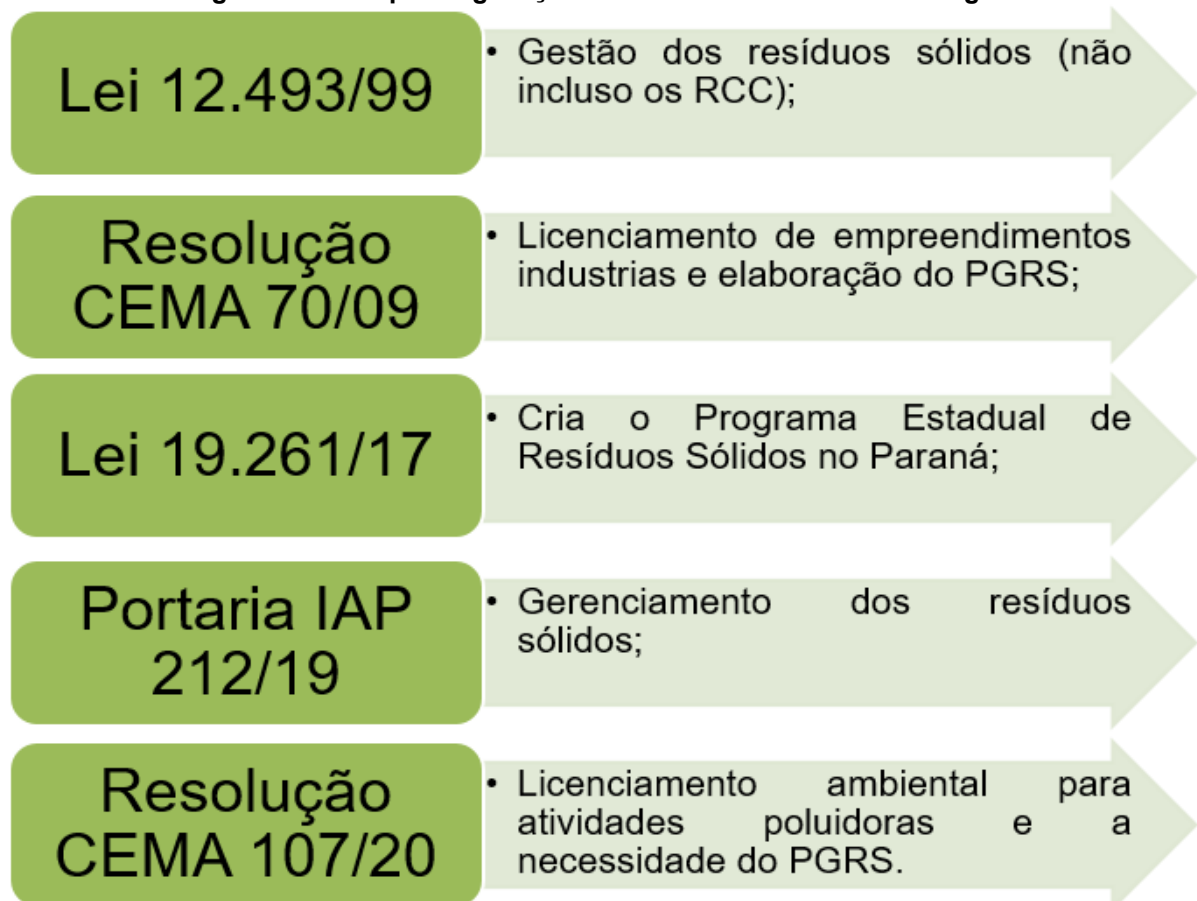 Lei 12.493/99
• Gestão dos resíduos sólidos (não
incluso os RCC);
Resolução
CEMA 70/09
• Licenciamento de empreendimentos
industrias e elaboração do PGRS;
Lei 19.261/17
• Cria o Programa Estadual de
Resíduos Sólidos no Paraná;
Portaria IAP
212/19
• Gerenciamento dos resíduos
sólidos;
Resolução
CEMA 107/20
• Licenciamento ambiental para
atividades poluidoras e a
necessidade do PGRS.